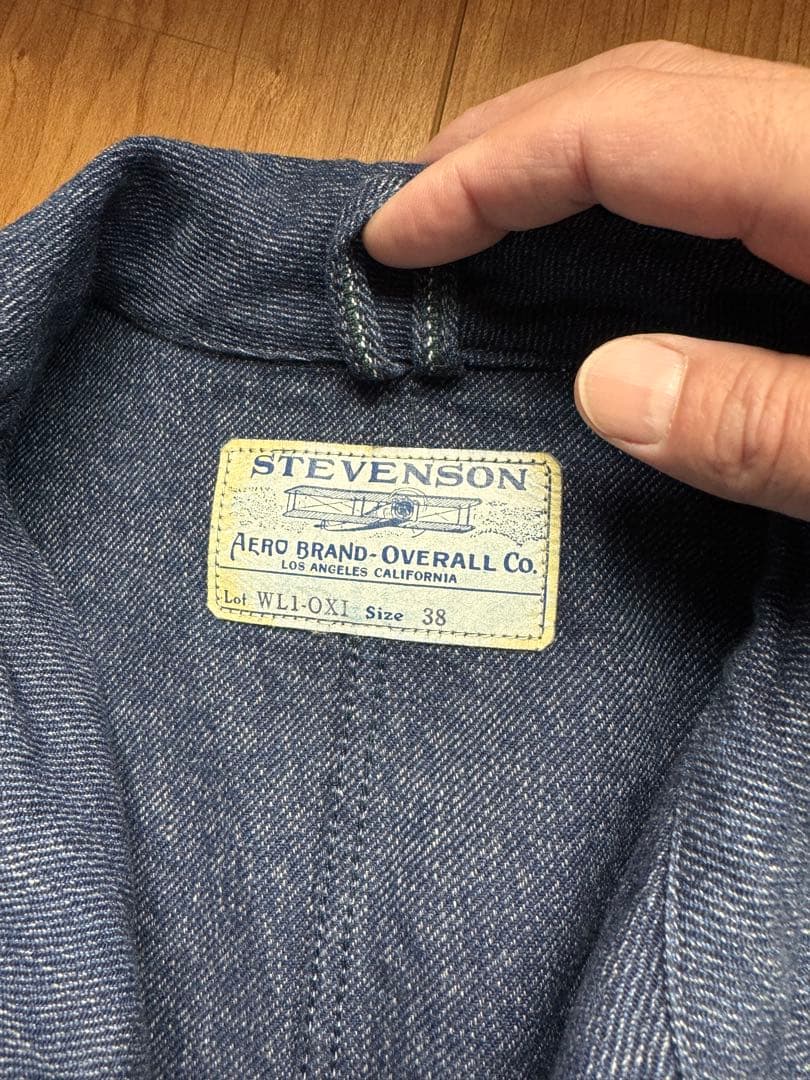 STEVENSON
AERO BRAND-OVERALL CO.
LOS ANGELES CALIFORNIA
Lot WL1-OX1 Size 38